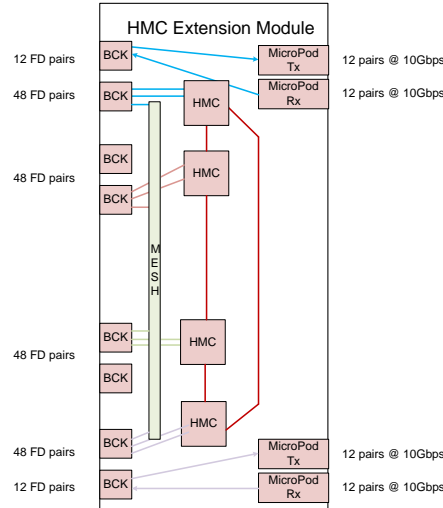 HMC Extension Module
12 FD pairs
BCK
MicroPod
Tx
12 pairs @ 10Gbps
48 FD pairs
BCK
HMC
MicroPod
Rx
12 pairs @ 10Gbps
BCK
HMC
48 FD pairs
BCK
M
E
S
H
BCK
HMC
48 FD pairs
BCK
HMC
48 FD pairs
BCK
MicroPod
Tx
12 pairs @ 10Gbps
12 FD pairs
BCK
MicroPod
Rx
12 pairs @ 10Gbps